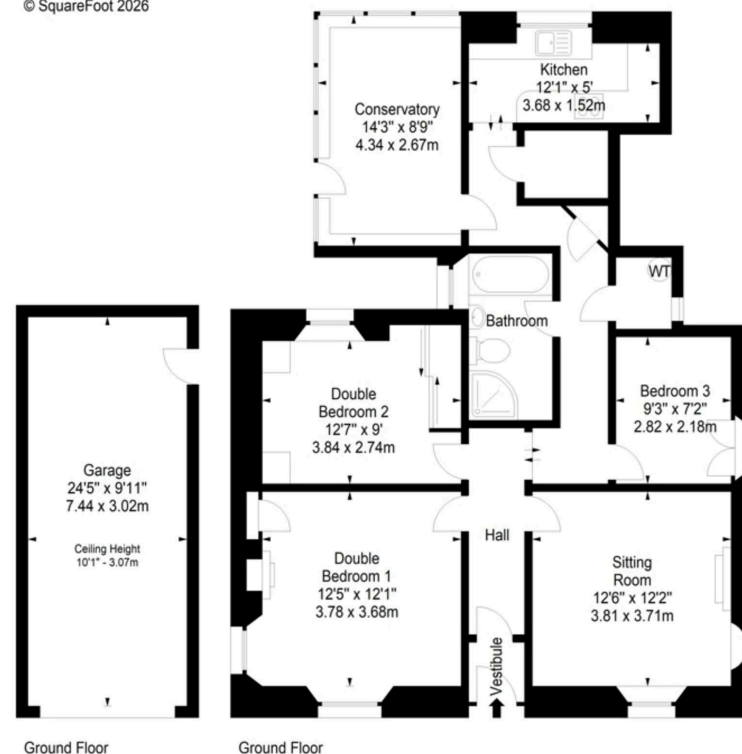 © SquareFoot 2026
Kitchen
12'1" x 5'
3.68 x 1.52m
Conservatory
14'3" x 8'9"
4.34 x 2.67m
WT
Bathroom
Double
Bedroom 2
12'7" x 9'
3.84 x 2.74m
Bedroom 3
9'3" x 7'2"
2.82 x 2.18m
Garage
24'5" x 9'11"
7.44 x 3.02m
Ceiling Height
10'1" - 3.07m
Hall
Double
Bedroom 1
12'5" x 12'1"
3.78 x 3.68m
Sitting
Room
12'6" x 12'2"
3.81 x 3.71m
Vestibule
Ground Floor
Ground Floor